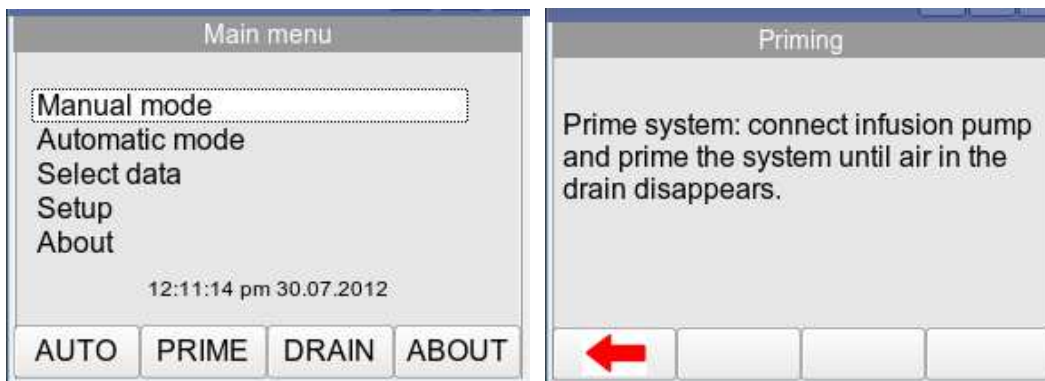 Main menu
Manual mode
Automatic mode
Select data
Setup
About
12:11:14 pm 30.07.2012
AUTO PRIME DRAIN ABOUT
Priming
Prime system: connect infusion pump
and prime the system until air in the
drain disappears.